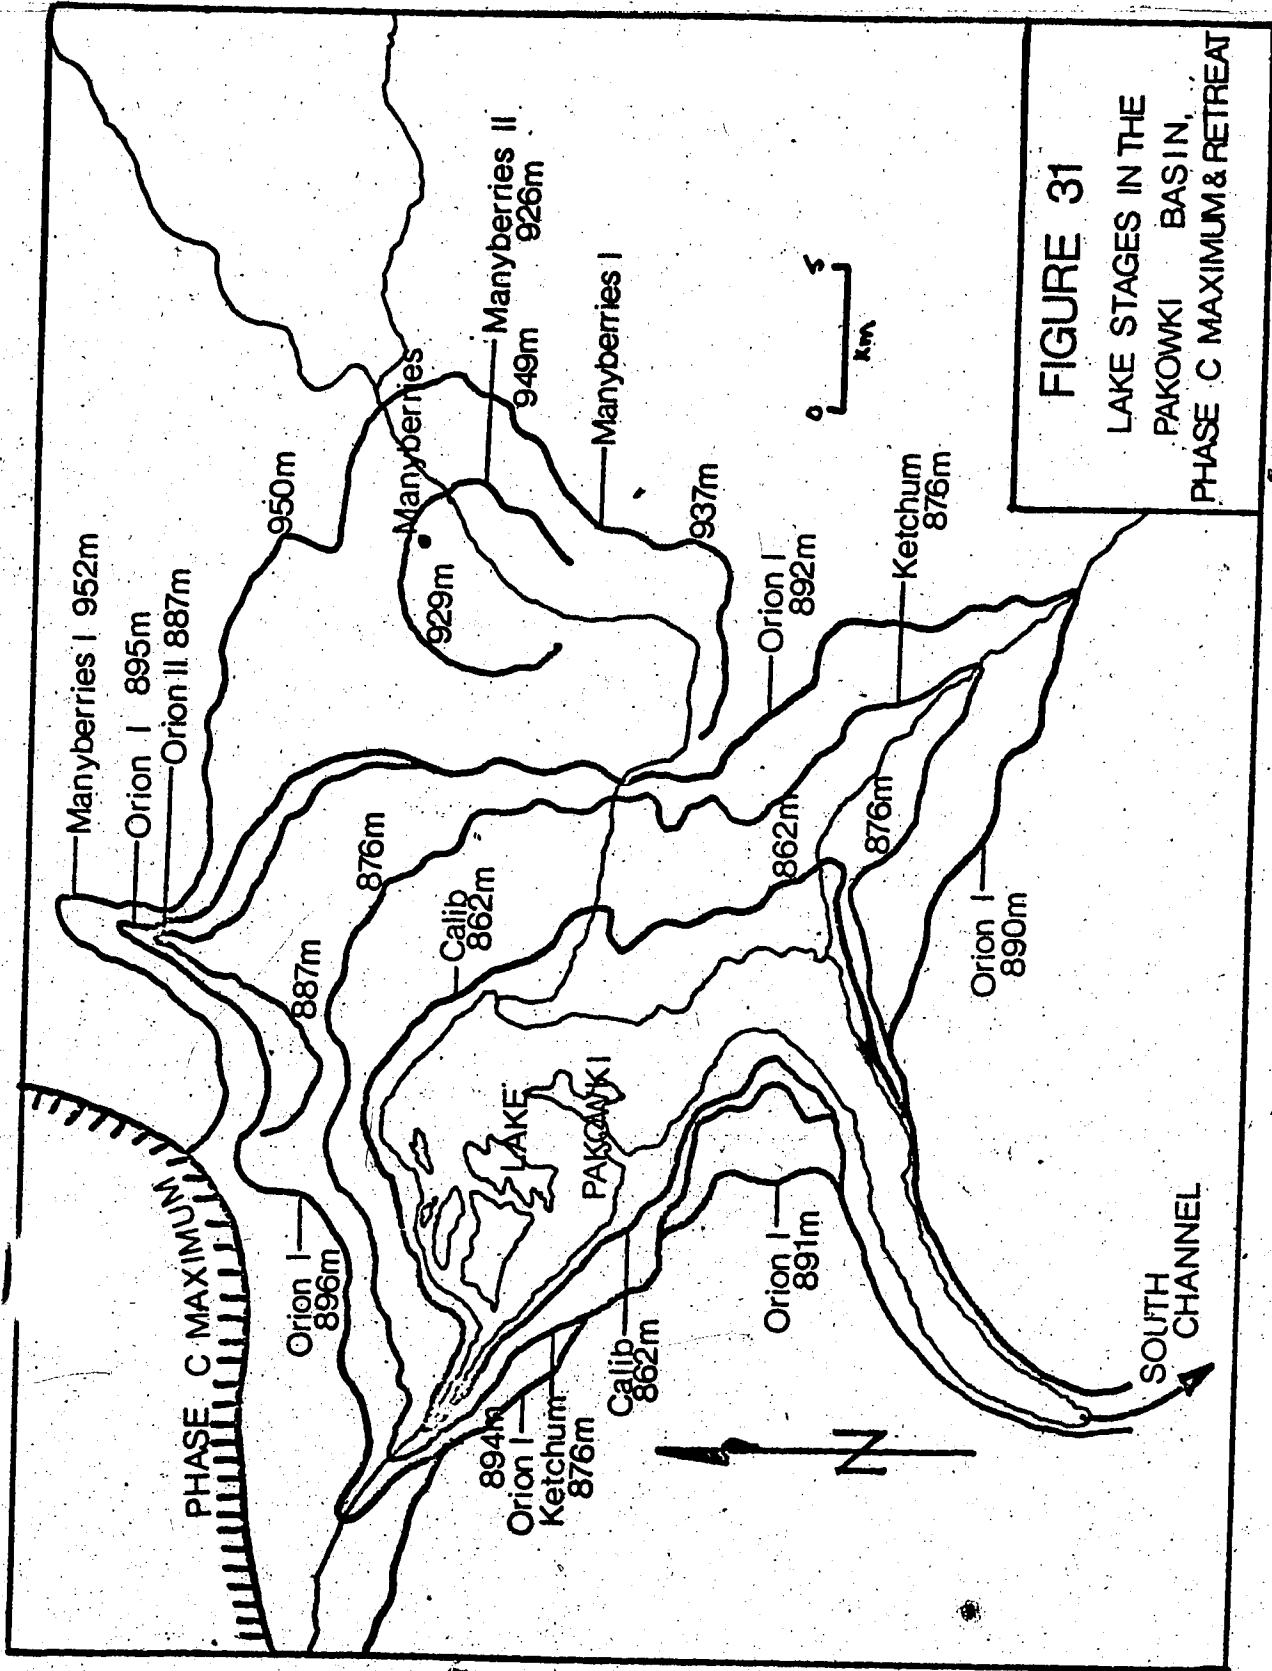 Manyberries I 952m
Orion I 895m
Orion II 887m
950m
Manyberries
929m
Manyberries II
926m
949m
Manyberries I
937m
Orion I
892m
Ketchum
876m
PHASE C MAXIMUM
887m
876m
Calib
862m
862m
876m
Orion I
896m
LAKE
PAKOWKI
Orion I
890m
894m
Orion I
Ketchum
876m
Calib
862m
Orion I
891m
N
SOUTH
CHANNEL
0 5
km
FIGURE 31
LAKE STAGES IN THE
PAKOWKI BASIN,
PHASE C MAXIMUM & RETREAT